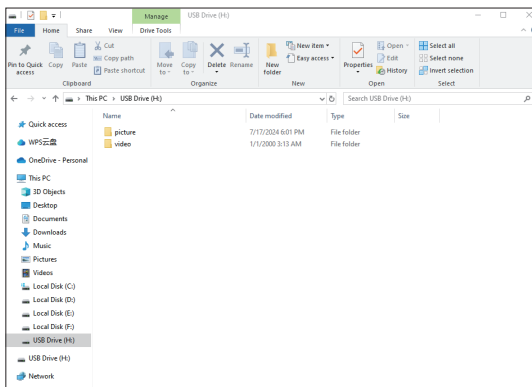 Manage
USB Drive (H:)
File
Home
Share
View
Drive Tools
Pin to Quick access
Copy
Paste
Cut
Copy path
Paste shortcut
Move to
Copy to
Delete
Rename
New folder
New item
Easy access
Properties
Open
Edit
History
Select all
Select none
Invert selection
Clipboard
Organize
New
Open
Select
This PC > USB Drive (H:)
Search USB Drive (H:)
Name
Date modified
Type
Size
picture
7/17/2024 6:01 PM
File folder
video
1/1/2000 3:13 AM
File folder
Quick access
WPS云盘
OneDrive - Personal
This PC
3D Objects
Desktop
Documents
Downloads
Music
Pictures
Videos
Local Disk (C:)
Local Disk (D:)
Local Disk (E:)
Local Disk (F:)
USB Drive (H:)
USB Drive (H:)
Network